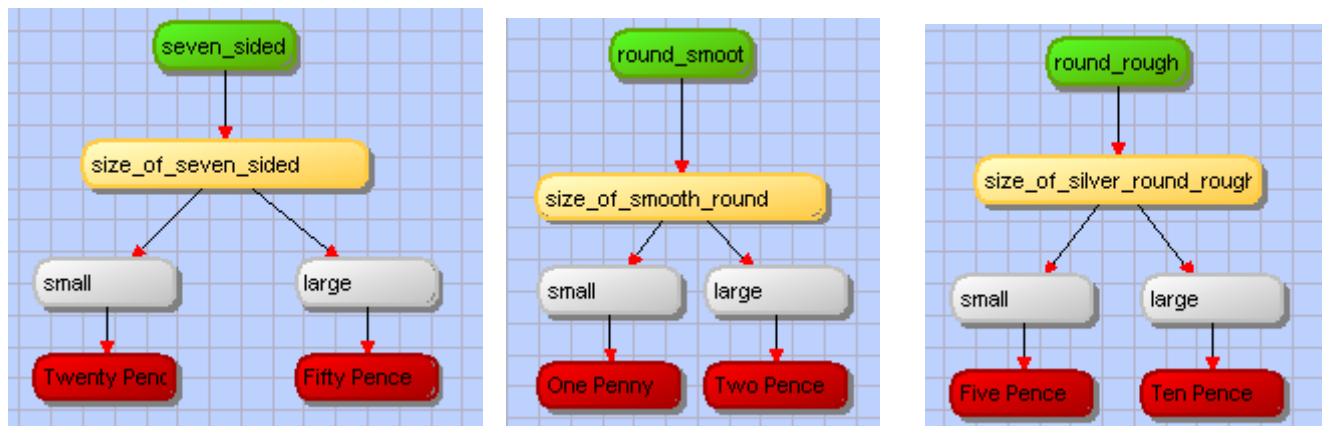 seven_sided
size_of_seven_sided
small
large
Twenty Penc
Fifty Pence
round_smoot
size_of_smooth_round
small
large
One Penny
Two Pence
round_rough
size_of_silver_round_rough
small
large
Five Pence
Ten Pence